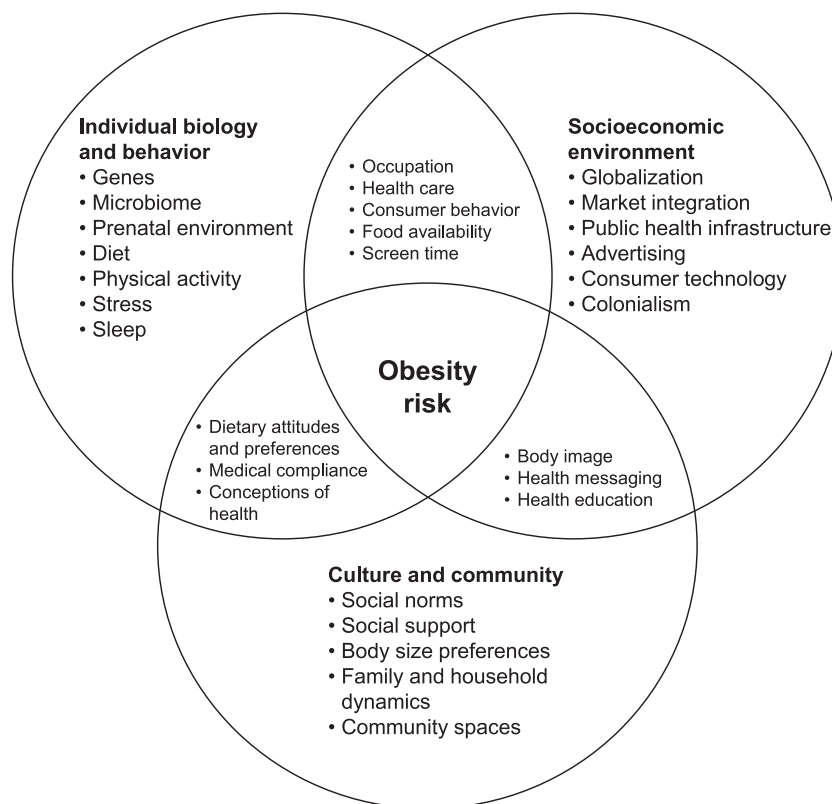 Individual biology
and behavior
• Genes
• Microbiome
• Prenatal environment
• Diet
• Physical activity
• Stress
• Sleep
• Occupation
• Health care
• Consumer behavior
• Food availability
• Screen time
Socioeconomic
environment
• Globalization
• Market integration
• Public health infrastructure
• Advertising
• Consumer technology
• Colonialism
Obesity
risk
• Dietary attitudes
and preferences
• Medical compliance
• Conceptions of
health
• Body image
• Health messaging
• Health education
Culture and community
• Social norms
• Social support
• Body size preferences
• Family and household
dynamics
• Community spaces